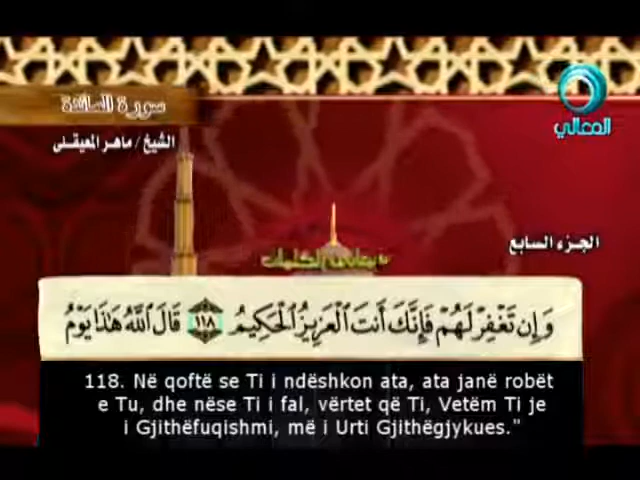 سورة المائدة
المعالي
الشيخ / ماهر المعيقلي
الجزء السابع
وَإِن تَغْفِرْ لَهُمْ فَإِنَّكَ أَنتَ الْعَزِيزُ الْحَكِيمُ ١١٨ قَالَ اللَّهُ هَٰذَا يَوْمُ
118. Në qoftë se Ti i ndëshkon ata, ata janë robët
e Tu, dhe nëse Ti i fal, vërtet që Ti, Vetëm Ti je
i Gjithëfuqishmi, më i Urti Gjithëgjykues."